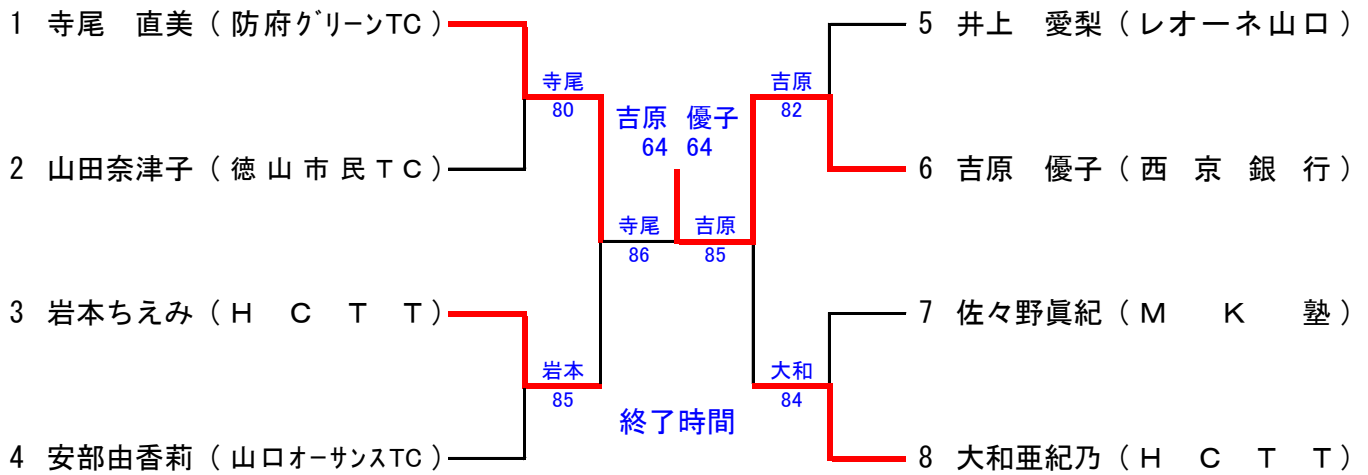 1 寺尾　直美 ( 防府グリーンTC )
5 井上　愛梨 ( レオーネ山口 )
寺尾
80
吉原
82
吉原 優子
64 64
2 山田奈津子 ( 徳山市民TC )
6 吉原　優子 ( 西京銀行 )
寺尾
86
吉原
85
3 岩本ちえみ ( HCTT )
7 佐々野眞紀 ( MK塾 )
岩本
85
大和
84
終了時間
4 安部由香莉 ( 山口オーサンスTC )
8 大和亜紀乃 ( HCTT )